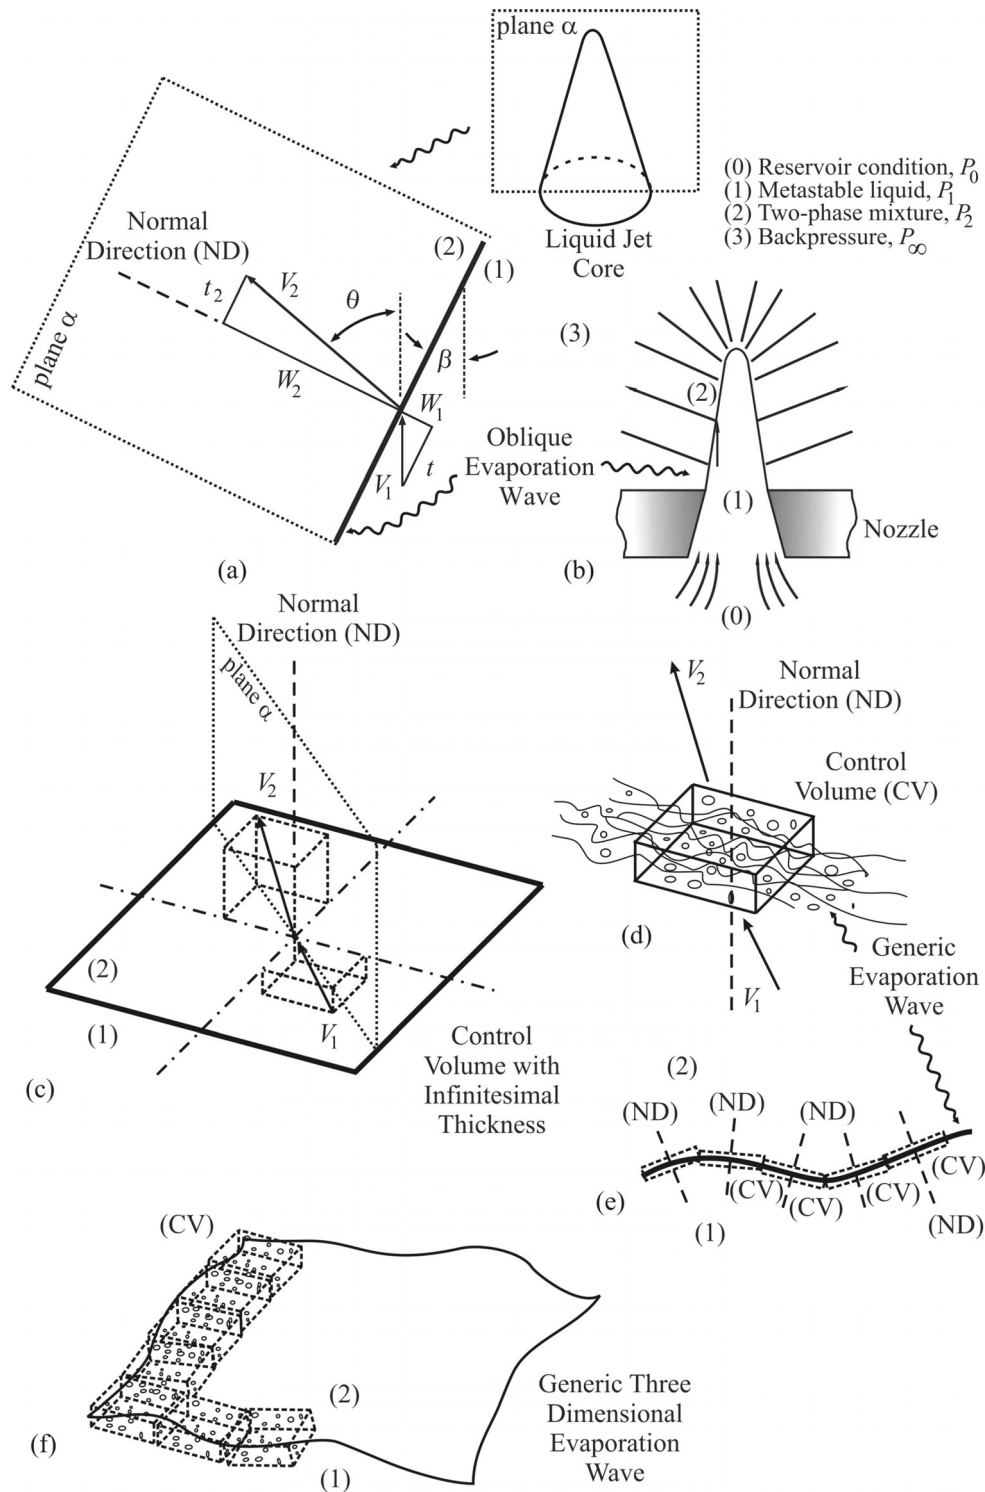 plane α
Liquid Jet
Core
(0) Reservoir condition, P0
(1) Metastable liquid, P1
(2) Two-phase mixture, P2
(3) Backpressure, P∞
Normal
Direction (ND)
plane α
t2
V2
θ
(2)
(1)
β
W2
W1
V1
t
Oblique
Evaporation
Wave
(a)
(3)
(2)
(1)
Nozzle
(b)
(0)
Normal
Direction (ND)
plane α
V2
(2)
(1)
V1
Control
Volume with
Infinitesimal
Thickness
(c)
V2
Normal
Direction (ND)
Control
Volume (CV)
(d)
V1
Generic
Evaporation
Wave
(2)
(ND)
(ND)
(ND)
(CV)
(CV)
(CV)
(CV)
(e)
(1)
(ND)
(CV)
(2)
Generic Three
Dimensional
Evaporation
Wave
(f)
(1)